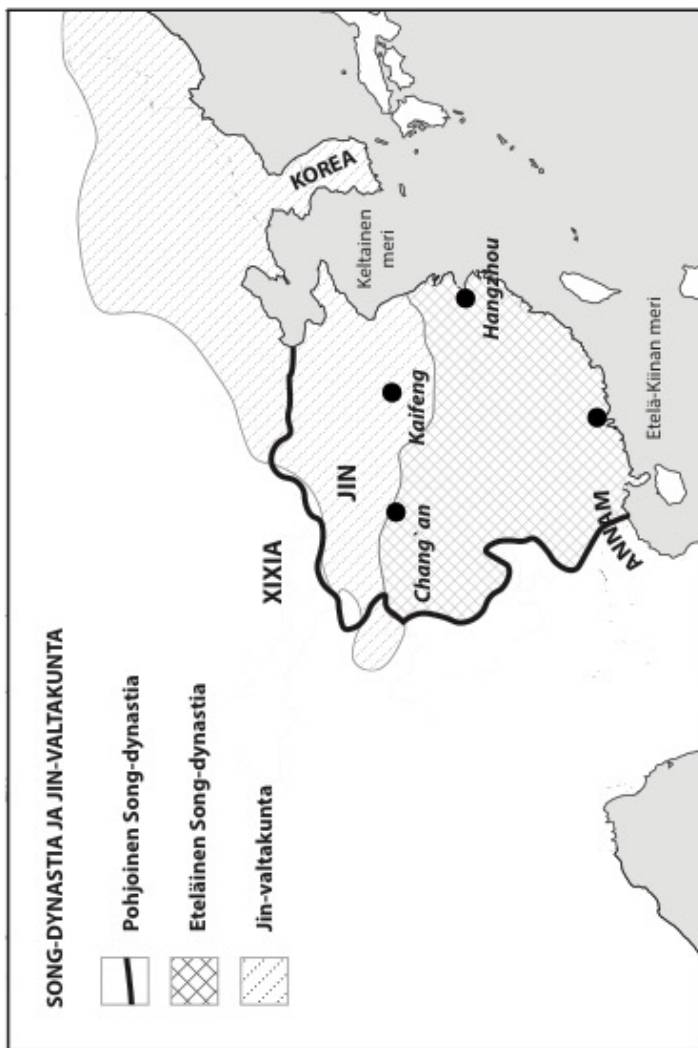 SONG-DYNASTIA JA JIN-VALTAKUNTA
Pohjoinen Song-dynastia
Eteläinen Song-dynastia
Jin-valtakunta
XIXIA
JIN
KOREA
Keltainen
meri
Chang`an
Kaifeng
Hangzhou
ANNAM
Etelä-Kiinan meri